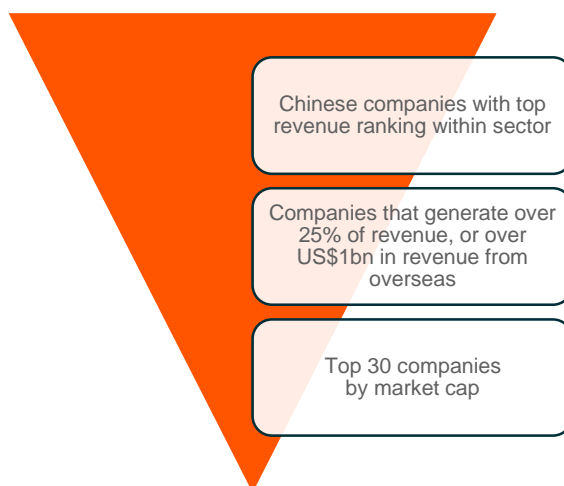 Chinese companies with top
revenue ranking within sector
Companies that generate over
25% of revenue, or over
US$1bn in revenue from
overseas
Top 30 companies
by market cap